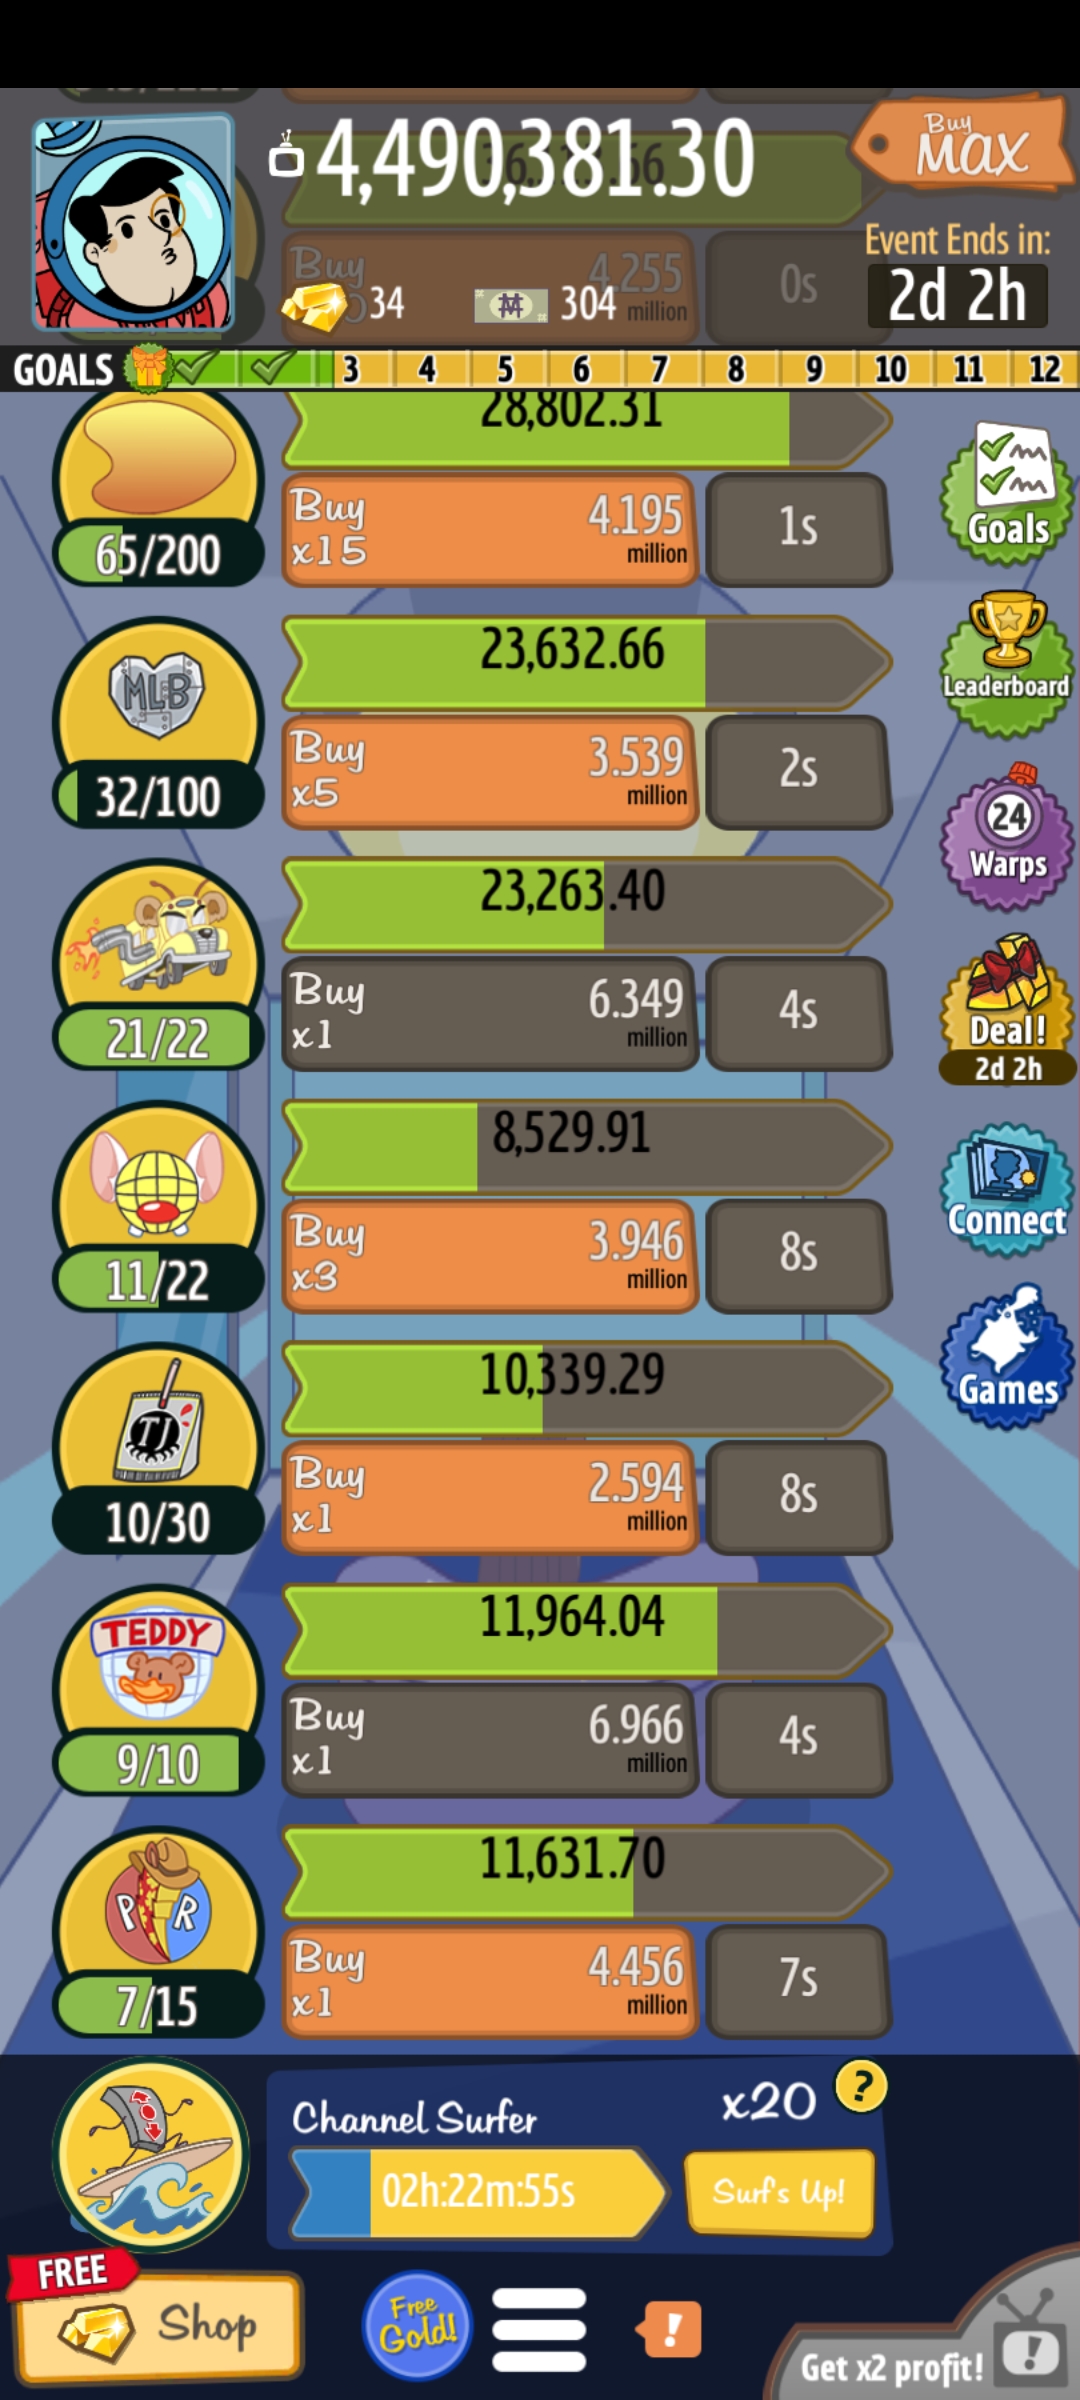 Buy
MAX
4,490,381.30
Event Ends in:
2d 2h
Buy
4.255
million
0s
34
304
GOALS
3 4 5 6 7 8 9 10 11 12
28,802.31
Buy
x15
4.195
million
1s
65/200
Goals
23,632.66
MLB
Buy
x5
3.539
million
2s
32/100
Leaderboard
23,263.40
24
Warps
Buy
x1
6.349
million
4s
21/22
Deal!
2d 2h
8,529.91
Buy
x3
3.946
million
8s
11/22
Connect
10,339.29
TJ
Buy
x1
2.594
million
8s
10/30
Games
11,964.04
TEDDY
Buy
x1
6.966
million
4s
9/10
11,631.70
P R
Buy
x1
4.456
million
7s
7/15
Channel Surfer
x20
?
02h:22m:55s
Surf's Up!
FREE
Shop
Free
Gold!
!
Get x2 profit!
!